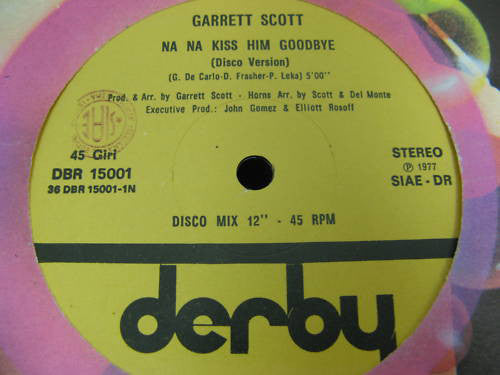 GARRETT SCOTT
NA NA KISS HIM GOODBYE
(Disco Version)
(G. De Carlo-D. Frasher-P. Leka) 5'00''
Prod. & Arr. by Garrett Scott - Horns Arr. by Scott & Del Monte
Executive Prod.: John Gomez & Elliott Rosoff
45 Giri
DBR 15001
36 DBR 15001-1N
STEREO
℗ 1977
SIAE-DR
DISCO MIX 12'' - 45 RPM
derby